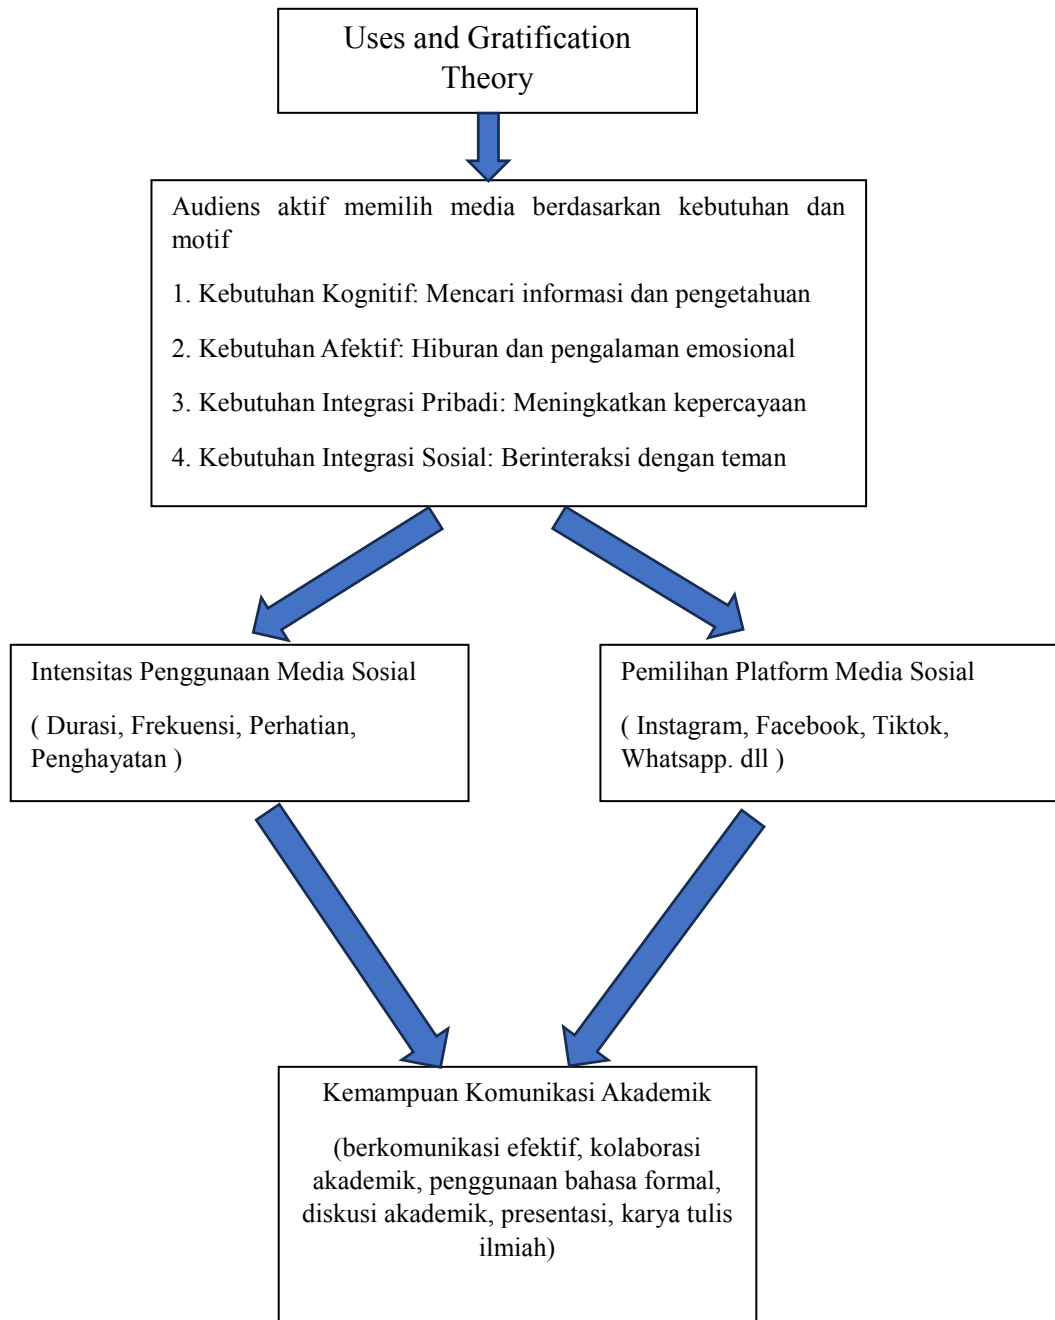 Uses and Gratification
Theory
Audiens aktif memilih media berdasarkan kebutuhan dan
motif
1. Kebutuhan Kognitif: Mencari informasi dan pengetahuan
2. Kebutuhan Afektif: Hiburan dan pengalaman emosional
3. Kebutuhan Integrasi Pribadi: Meningkatkan kepercayaan
4. Kebutuhan Integrasi Sosial: Berinteraksi dengan teman
Intensitas Penggunaan Media Sosial
( Durasi, Frekuensi, Perhatian,
Penghayatan )
Pemilihan Platform Media Sosial
( Instagram, Facebook, Tiktok,
Whatsapp. dll )
Kemampuan Komunikasi Akademik
(berkomunikasi efektif, kolaborasi
akademik, penggunaan bahasa formal,
diskusi akademik, presentasi, karya tulis
ilmiah)